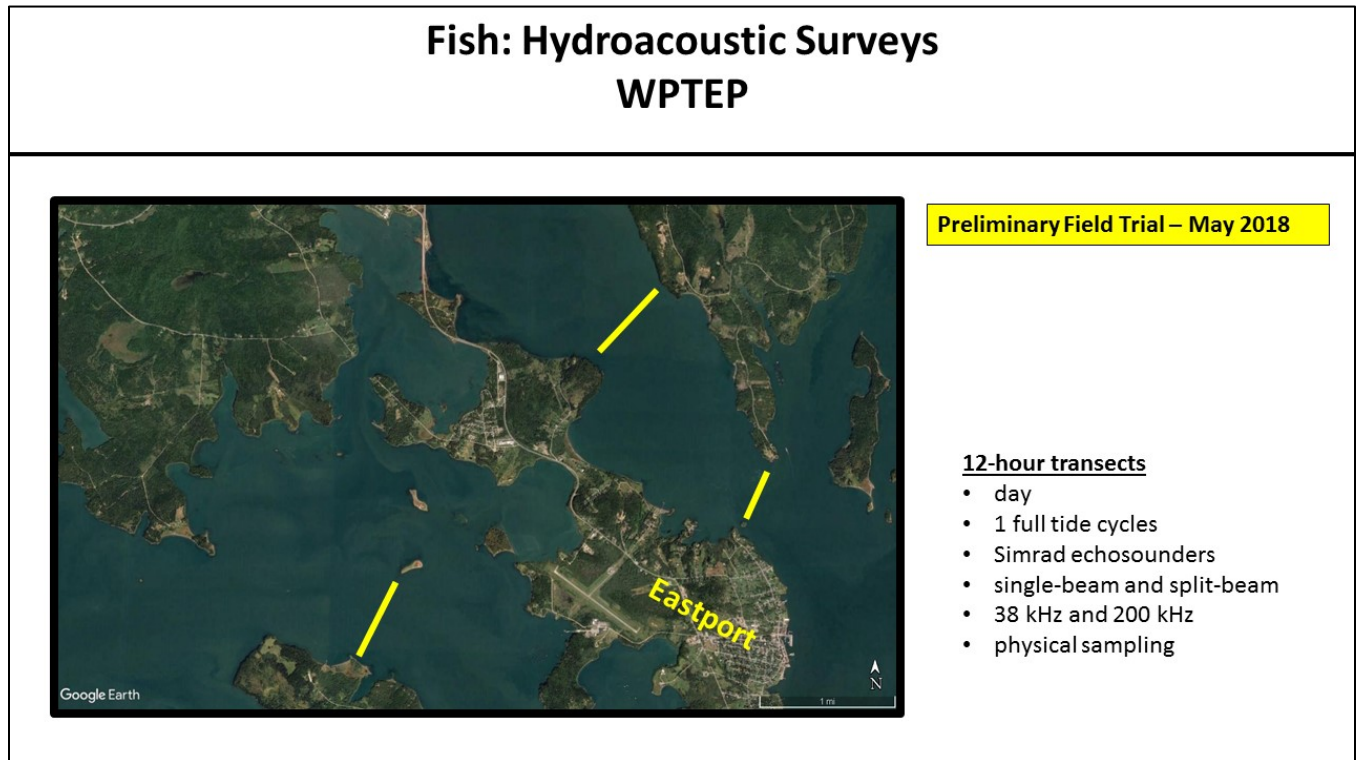 Fish: Hydroacoustic Surveys
WPTEP
Preliminary Field Trial – May 2018
Eastport
Google Earth
N
1 mi
12-hour transects
• day
• 1 full tide cycles
• Simrad echosounders
• single-beam and split-beam
• 38 kHz and 200 kHz
• physical sampling